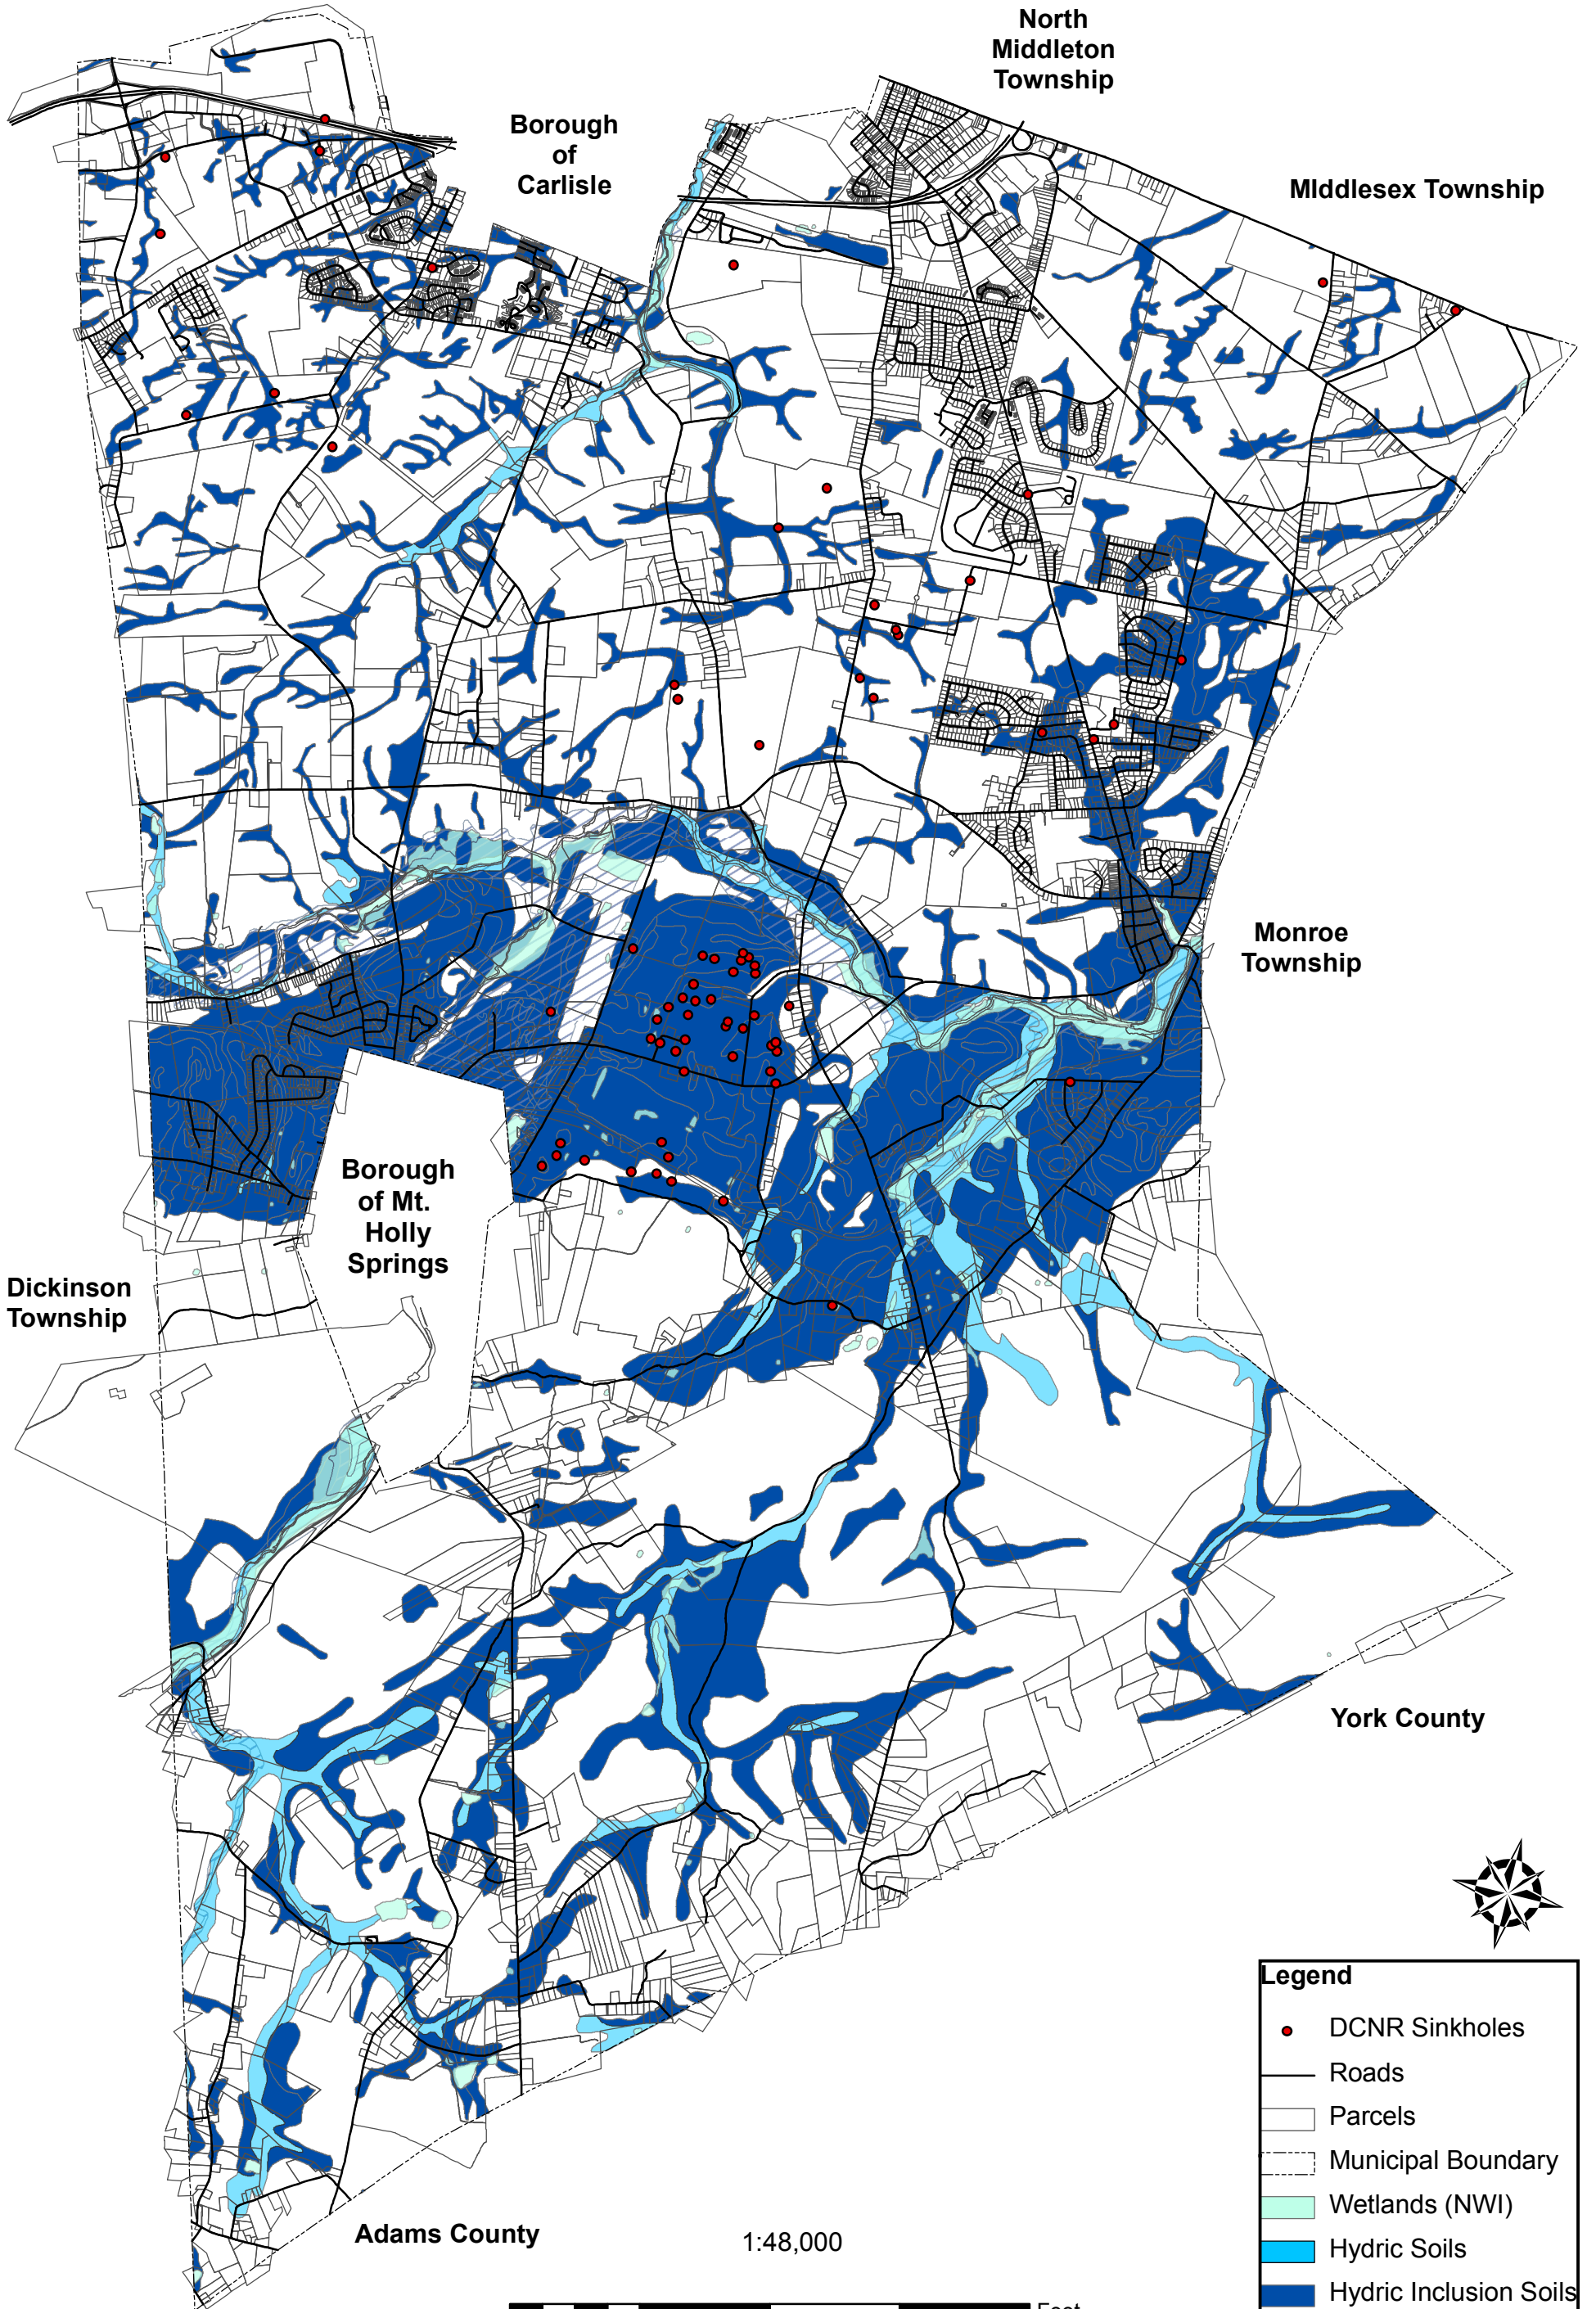 North
Middleton
Township
Borough
of
Carlisle
MIddlesex Township
Monroe
Township
Borough
of Mt.
Holly
Springs
Dickinson
Township
York County
Adams County
1:48,000
Feet
Legend
DCNR Sinkholes
Roads
Parcels
Municipal Boundary
Wetlands (NWI)
Hydric Soils
Hydric Inclusion Soils